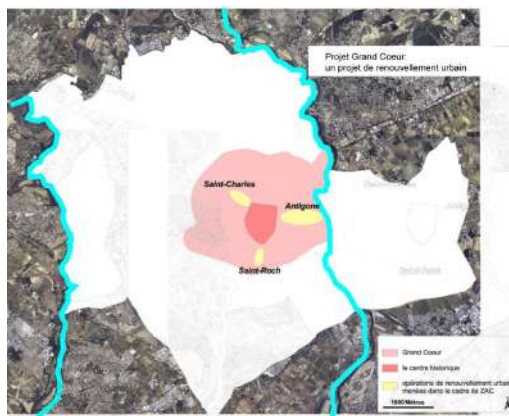 Projet Grand Coeur:
un projet de renouvellement urbain
Saint-Charles
Antigone
Saint-Roch
Grand Coeur
le centre historique
opérations de renouvellement urbain
menées dans le cadre de ZAC